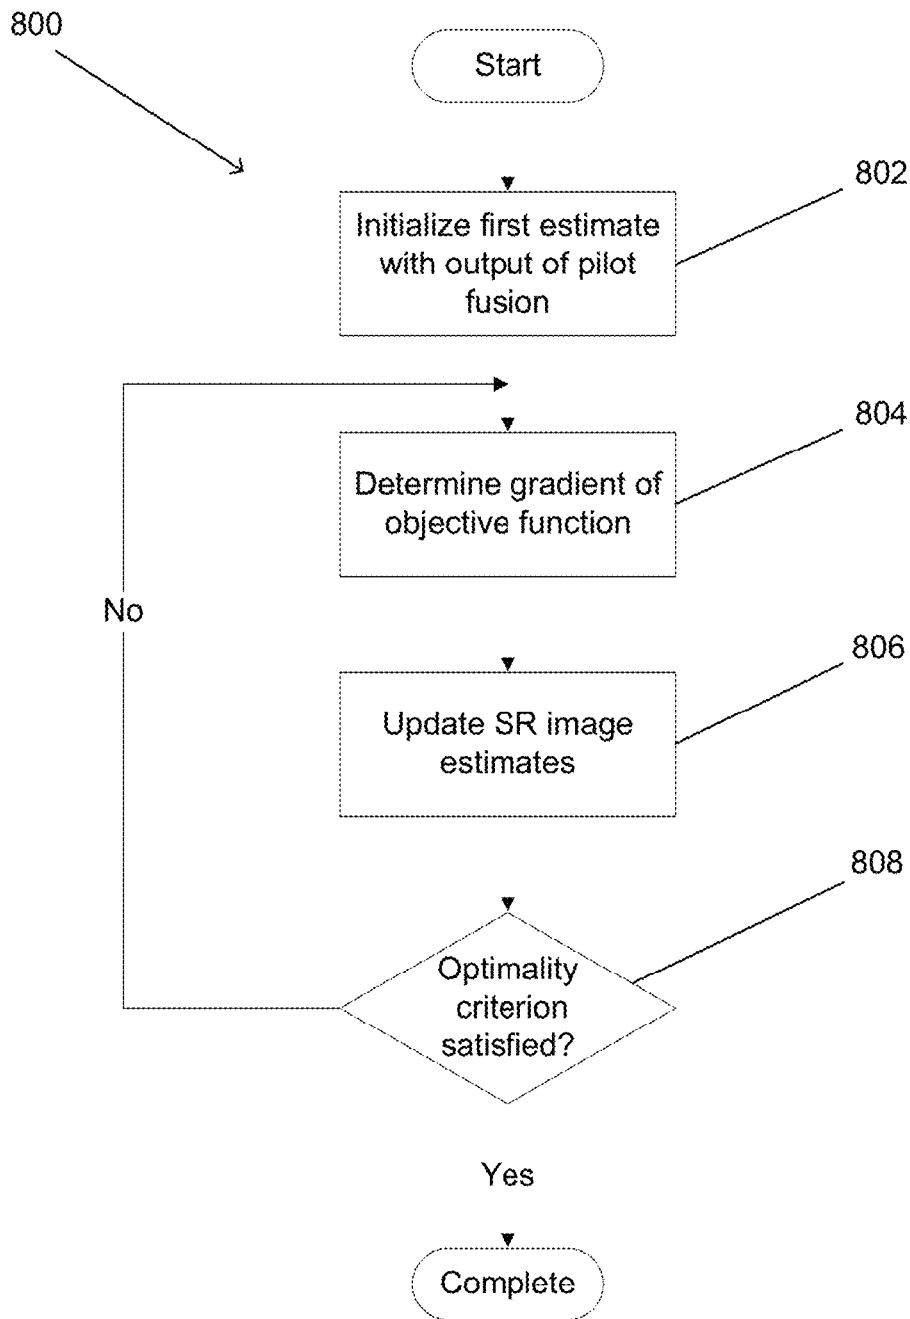 800
Start
802
Initialize first estimate
with output of pilot
fusion
804
Determine gradient of
objective function
No
806
Update SR image
estimates
808
Optimality
criterion
satisfied?
Yes
Complete